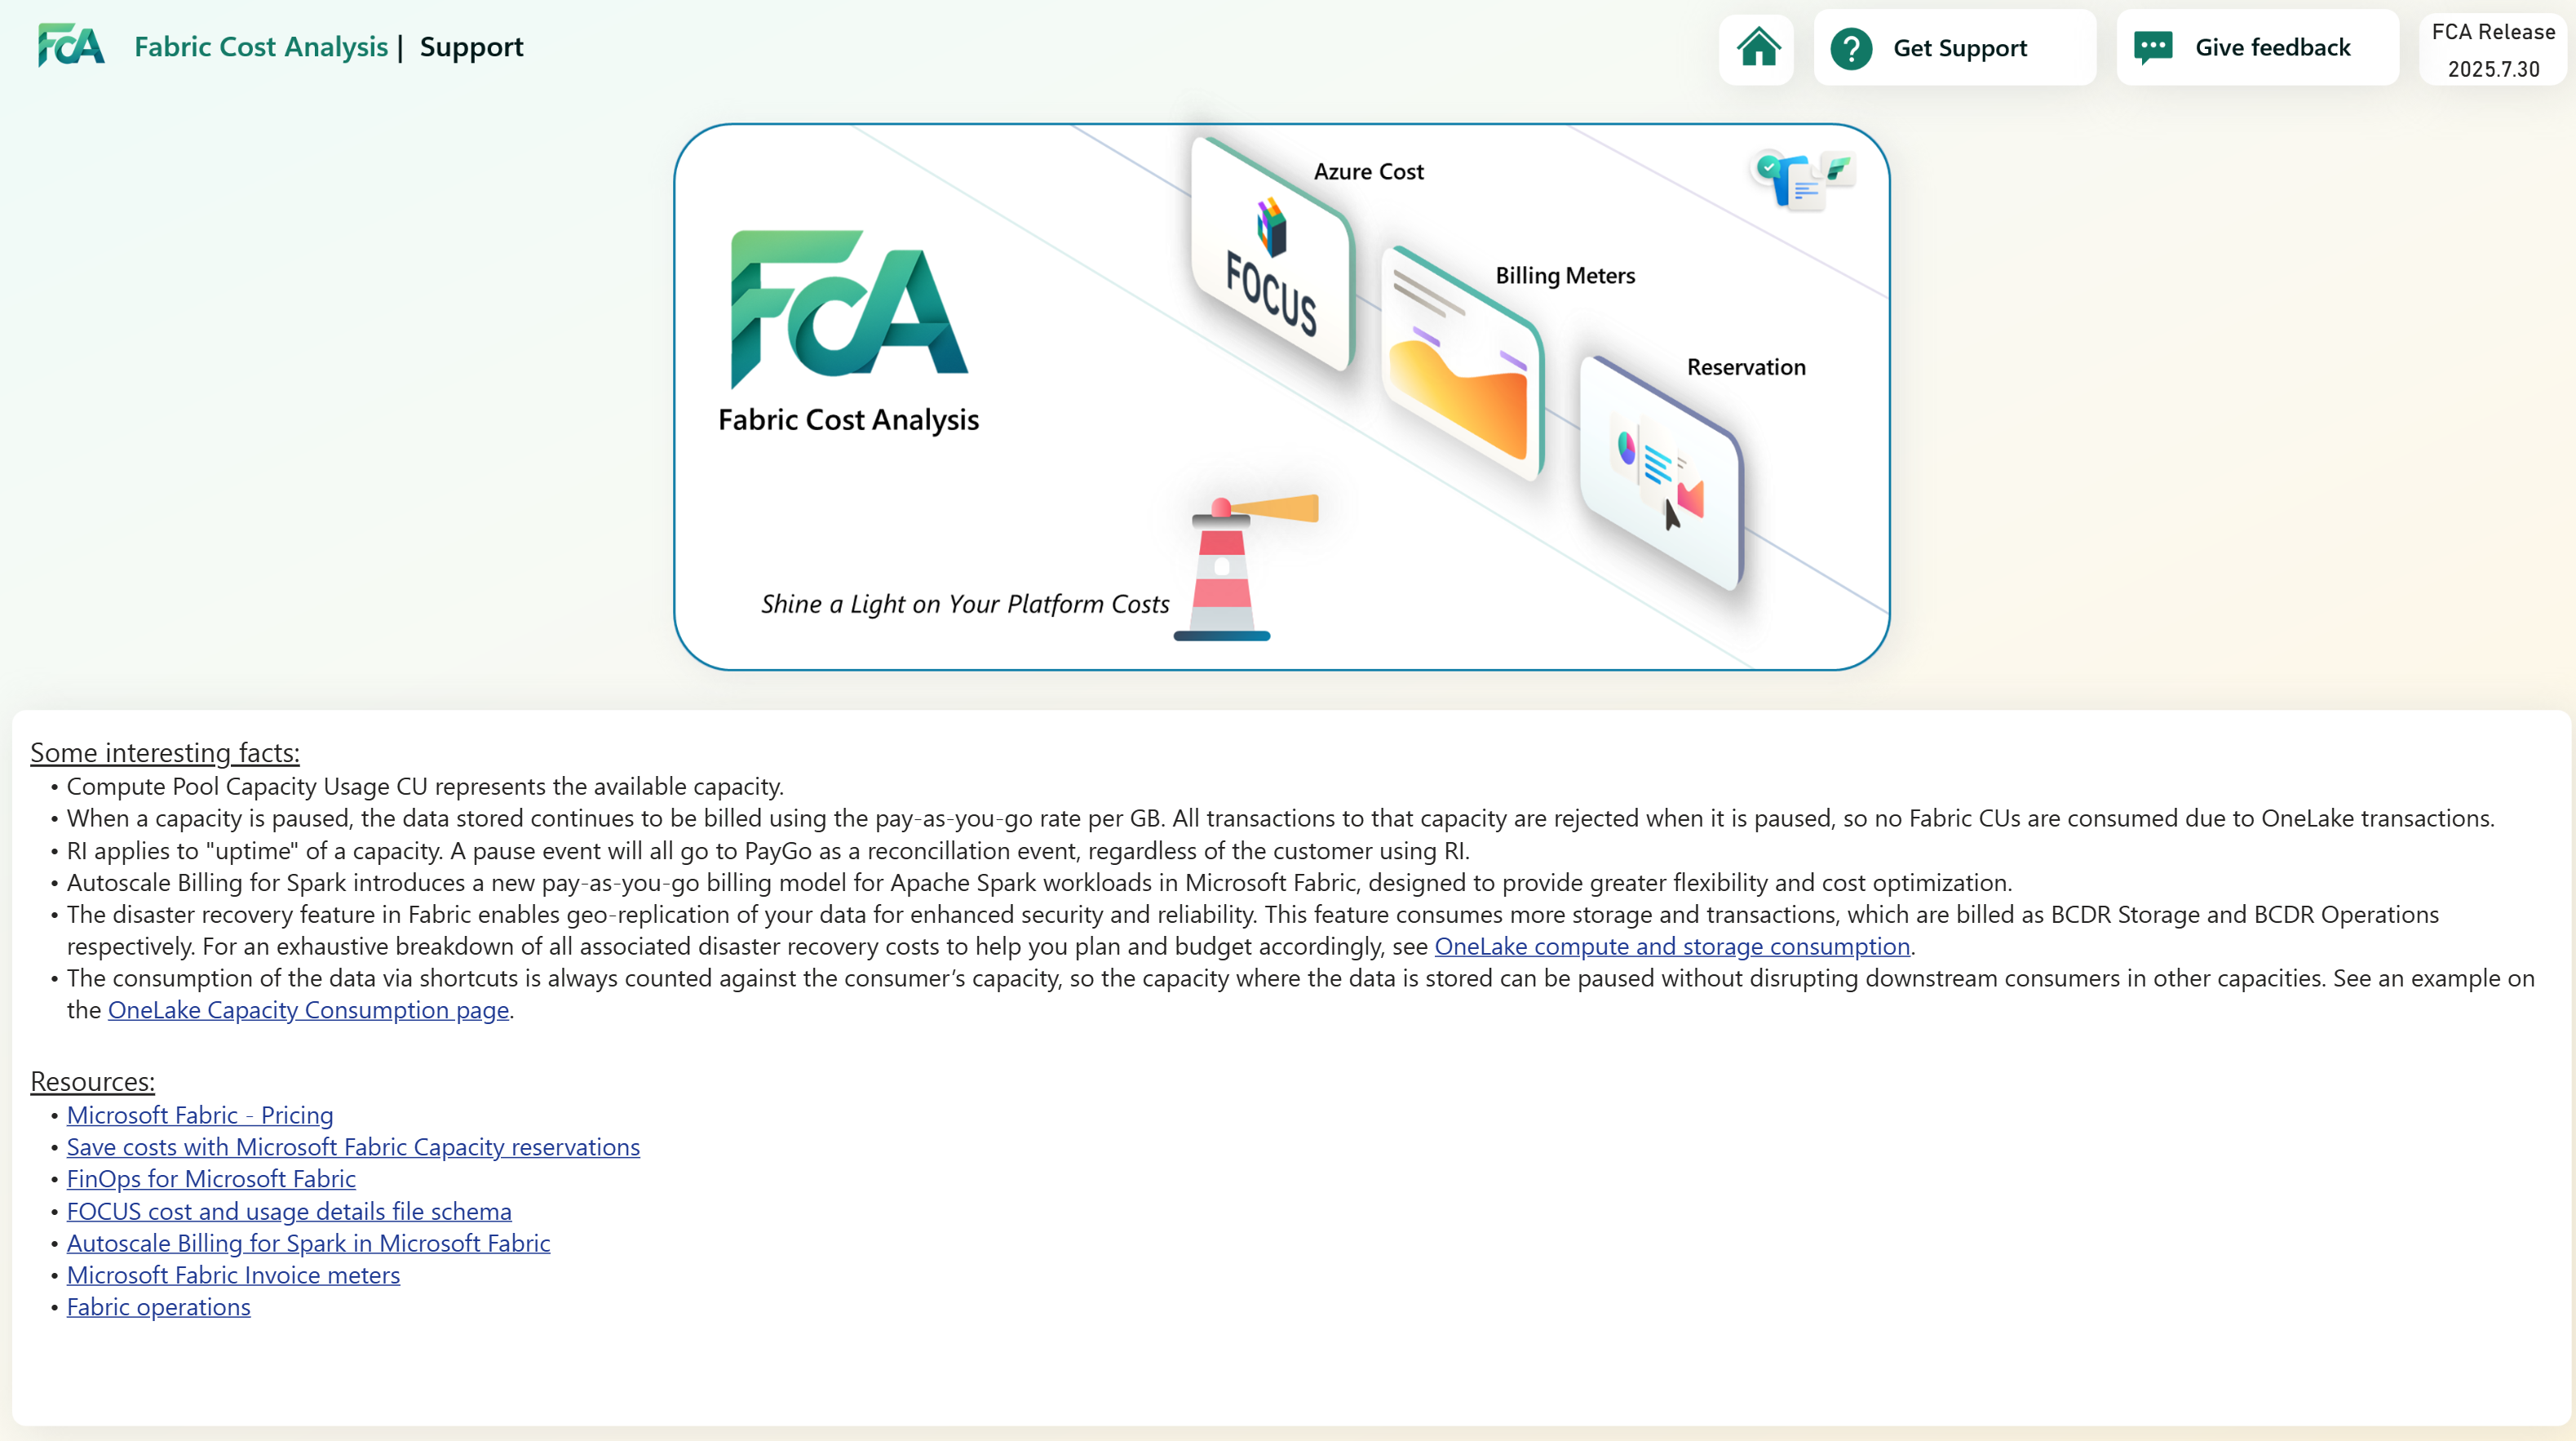 FCA Fabric Cost Analysis | Support
Get Support
Give feedback
FCA Release
2025.7.30
Azure Cost
FOCUS
Billing Meters
Reservation
FCA
Fabric Cost Analysis
Shine a Light on Your Platform Costs
Some interesting facts:
• Compute Pool Capacity Usage CU represents the available capacity.
• When a capacity is paused, the data stored continues to be billed using the pay-as-you-go rate per GB. All transactions to that capacity are rejected when it is paused, so no Fabric CUs are consumed due to OneLake transactions.
• RI applies to "uptime" of a capacity. A pause event will all go to PayGo as a reconcillation event, regardless of the customer using RI.
• Autoscale Billing for Spark introduces a new pay-as-you-go billing model for Apache Spark workloads in Microsoft Fabric, designed to provide greater flexibility and cost optimization.
• The disaster recovery feature in Fabric enables geo-replication of your data for enhanced security and reliability. This feature consumes more storage and transactions, which are billed as BCDR Storage and BCDR Operations
respectively. For an exhaustive breakdown of all associated disaster recovery costs to help you plan and budget accordingly, see OneLake compute and storage consumption.
• The consumption of the data via shortcuts is always counted against the consumer’s capacity, so the capacity where the data is stored can be paused without disrupting downstream consumers in other capacities. See an example on
the OneLake Capacity Consumption page.
Resources:
• Microsoft Fabric - Pricing
• Save costs with Microsoft Fabric Capacity reservations
• FinOps for Microsoft Fabric
• FOCUS cost and usage details file schema
• Autoscale Billing for Spark in Microsoft Fabric
• Microsoft Fabric Invoice meters
• Fabric operations